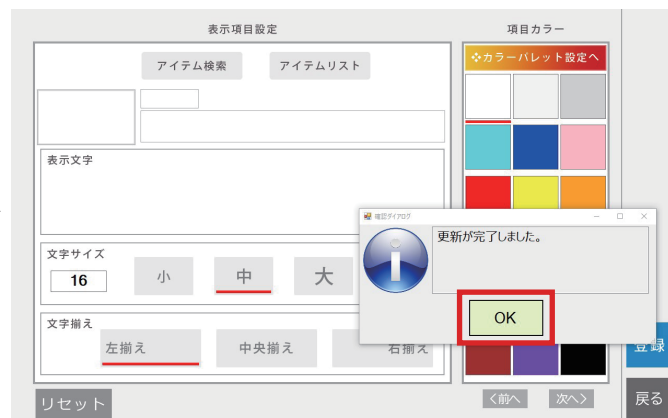 表示項目設定
項目カラー
アイテム検索
アイテムリスト
❖カラーパレット設定へ
表示文字
確認ダイアログ
更新が完了しました。
OK
文字サイズ
16
小
中
大
文字揃え
左揃え
中央揃え
右揃え
登録
リセット
〈前へ
次へ〉
戻る